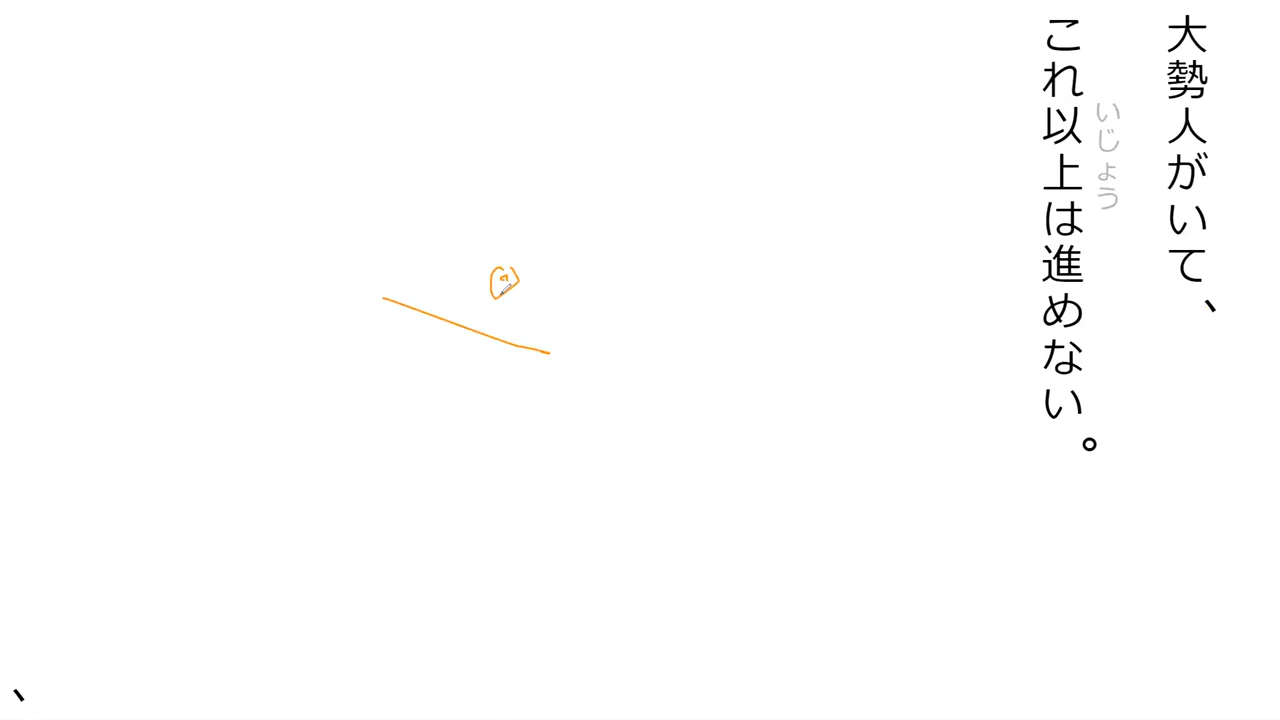 大勢人がいて、
これ以上は進めない。
いじょう